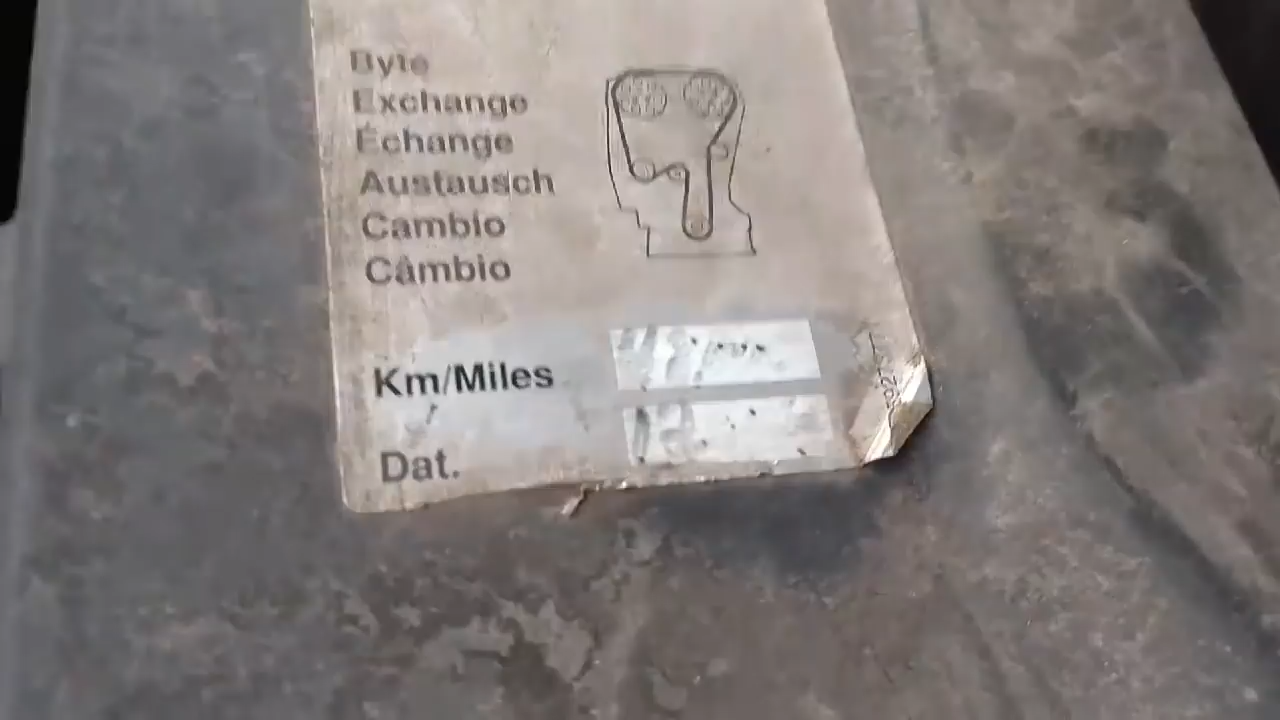 Byte
Exchange
Échange
Austausch
Cambio
Câmbio
Km/Miles
Dat.